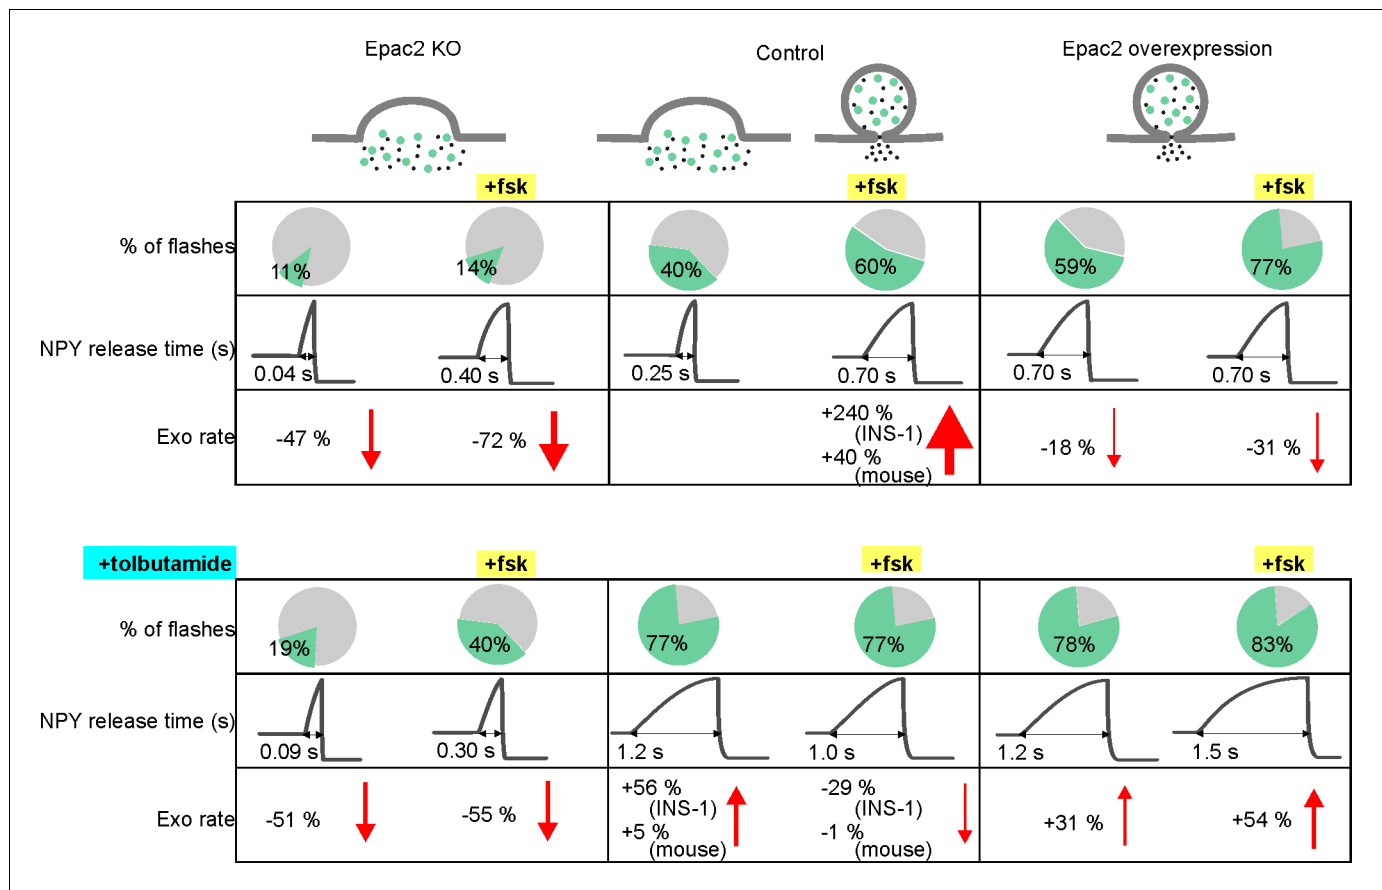 Epac2 KO
Control
Epac2 overexpression
+fsk
+fsk
+fsk
% of flashes
11%
14%
40%
60%
59%
77%
NPY release time (s)
0.04 s
0.40 s
0.25 s
0.70 s
0.70 s
0.70 s
Exo rate
-47 %
-72 %
+240 %
(INS-1)
+40 %
(mouse)
-18 %
-31 %
+tolbutamide
+fsk
+fsk
+fsk
% of flashes
19%
40%
77%
77%
78%
83%
NPY release time (s)
0.09 s
0.30 s
1.2 s
1.0 s
1.2 s
1.5 s
Exo rate
-51 %
-55 %
+56 %
(INS-1)
+5 %
(mouse)
-29 %
(INS-1)
-1 %
(mouse)
+31 %
+54 %